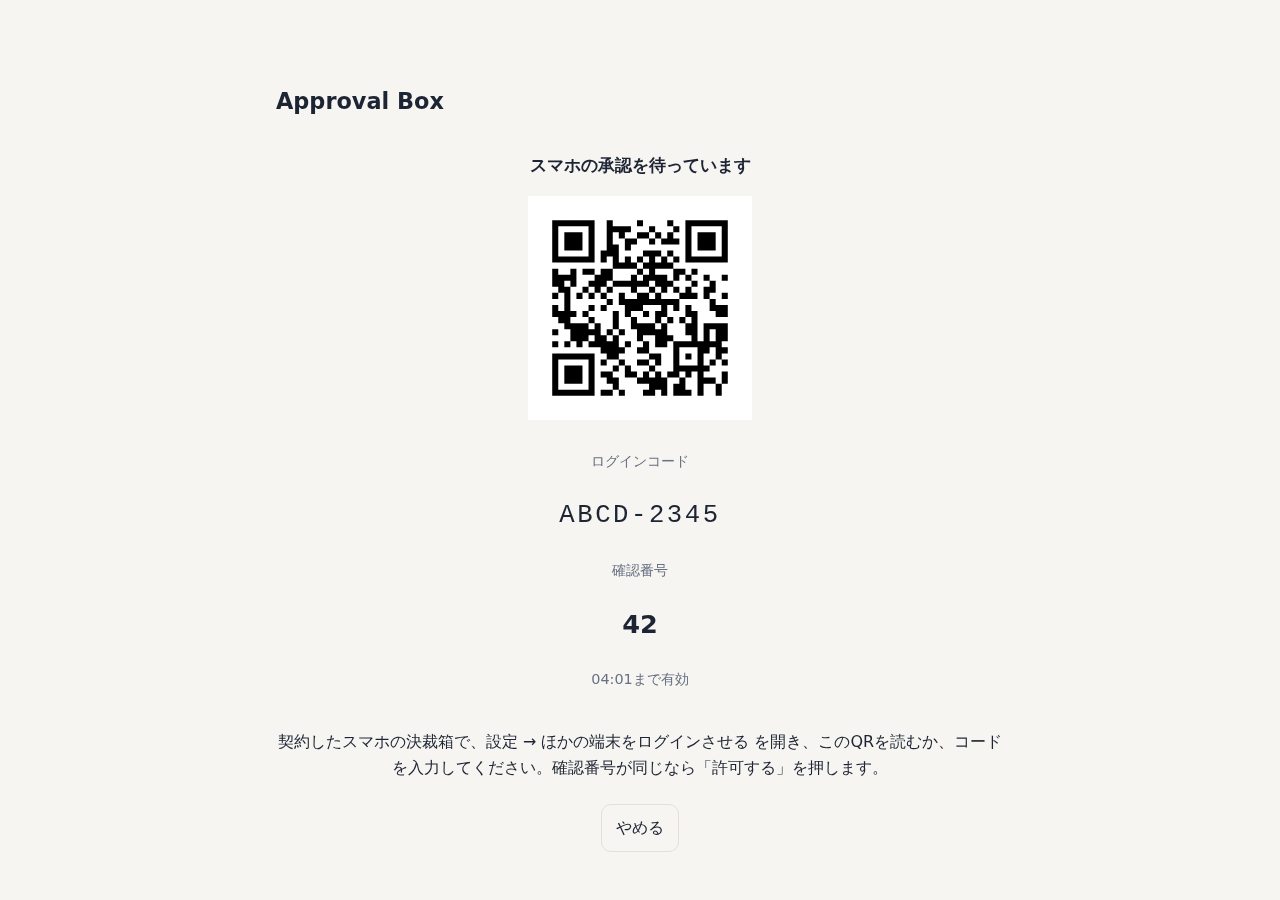 Approval Box
スマホの承認を待っています
ログインコード
ABCD-2345
確認番号
42
04:01まで有効
契約したスマホの決裁箱で、設定 → ほかの端末をログインさせる を開き、このQRを読むか、コード
を入力してください。確認番号が同じなら「許可する」を押します。
やめる